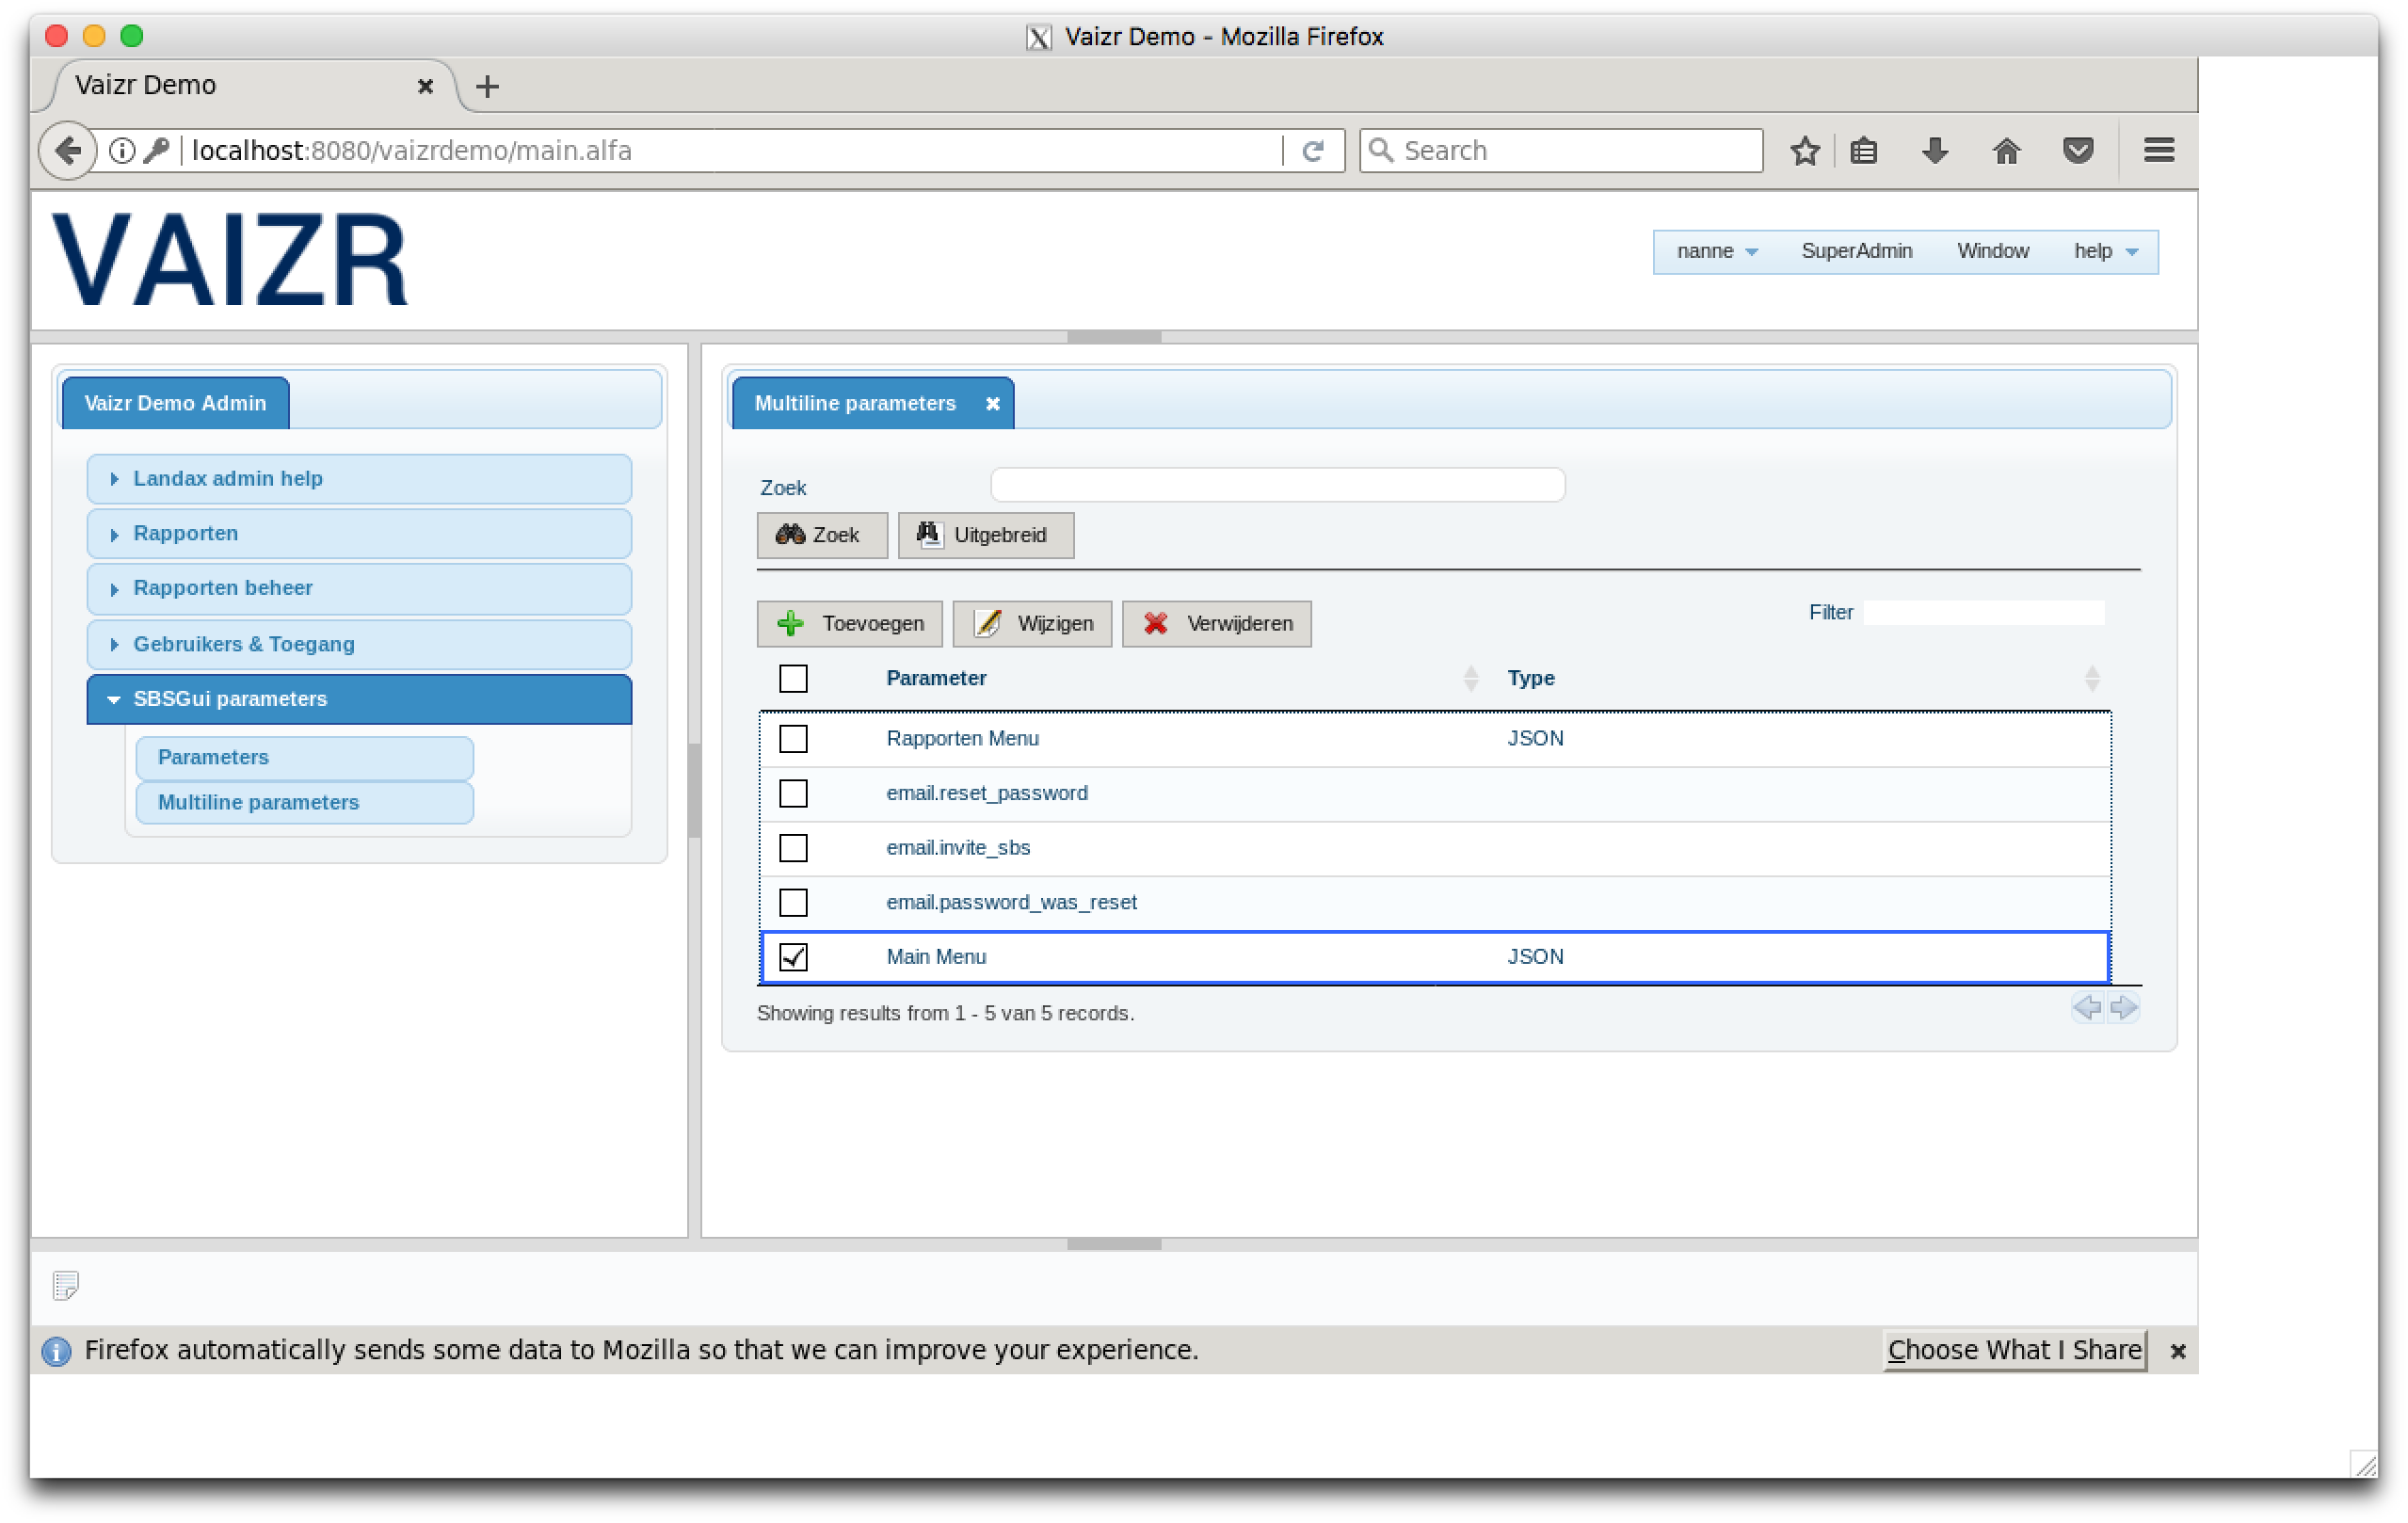 Vaizr Demo - Mozilla Firefox
Vaizr Demo
localhost:8080/vaizrdemo/main.alfa
Search
VAIZR
nanne SuperAdmin Window help
Vaizr Demo Admin
Landax admin help
Rapporten
Rapporten beheer
Gebruikers & Toegang
SBSGui parameters
Parameters
Multiline parameters
Multiline parameters
Zoek
Zoek Uitgebreid
Toevoegen Wijzigen Verwijderen Filter
Parameter Type
Rapporten Menu JSON
email.reset_password
email.invite_sbs
email.password_was_reset
Main Menu JSON
Showing results from 1 - 5 van 5 records.
Firefox automatically sends some data to Mozilla so that we can improve your experience. Choose What I Share